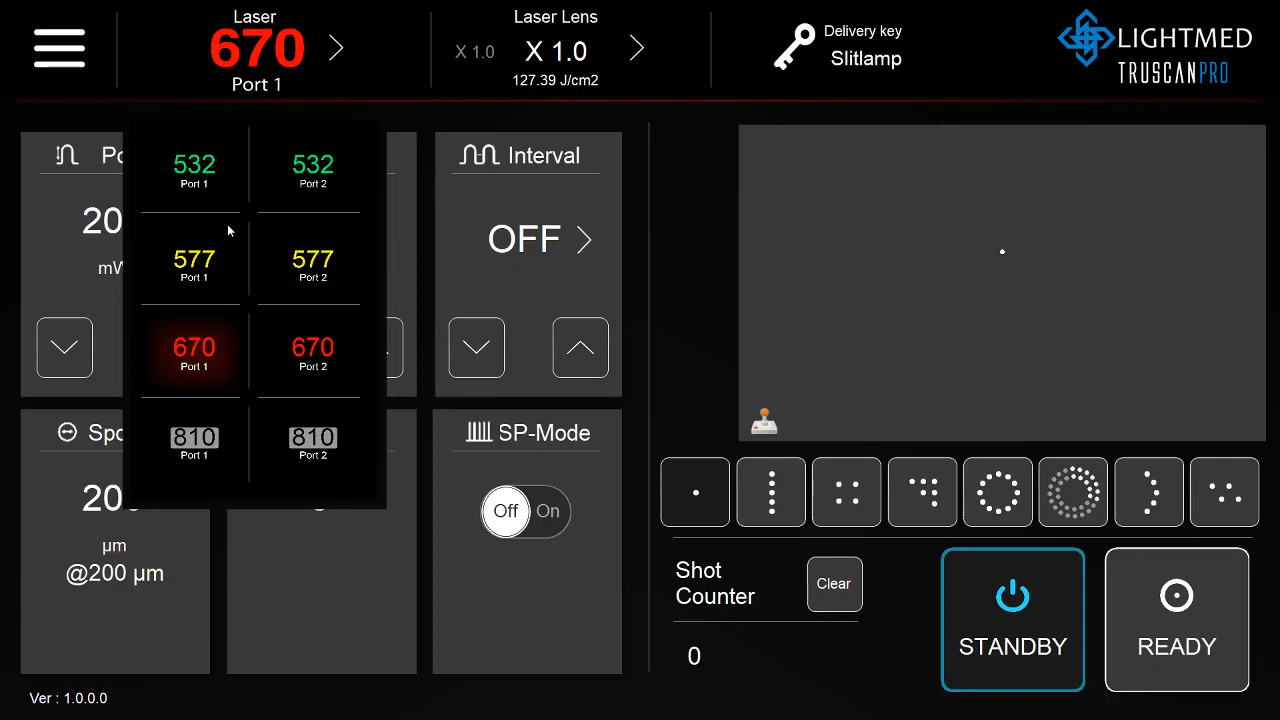 Laser
670
Port 1
X 1.0
Laser Lens
X 1.0
127.39 J/cm2
Delivery key
Slitlamp
LIGHTMED
TRUSCANPRO
532
Port 1
532
Port 2
577
Port 1
577
Port 2
670
Port 1
670
Port 2
810
Port 1
810
Port 2
20
mW
Interval
OFF
20
µm
@200 µm
SP-Mode
Off On
Shot
Counter
Clear
0
STANDBY
READY
Ver : 1.0.0.0